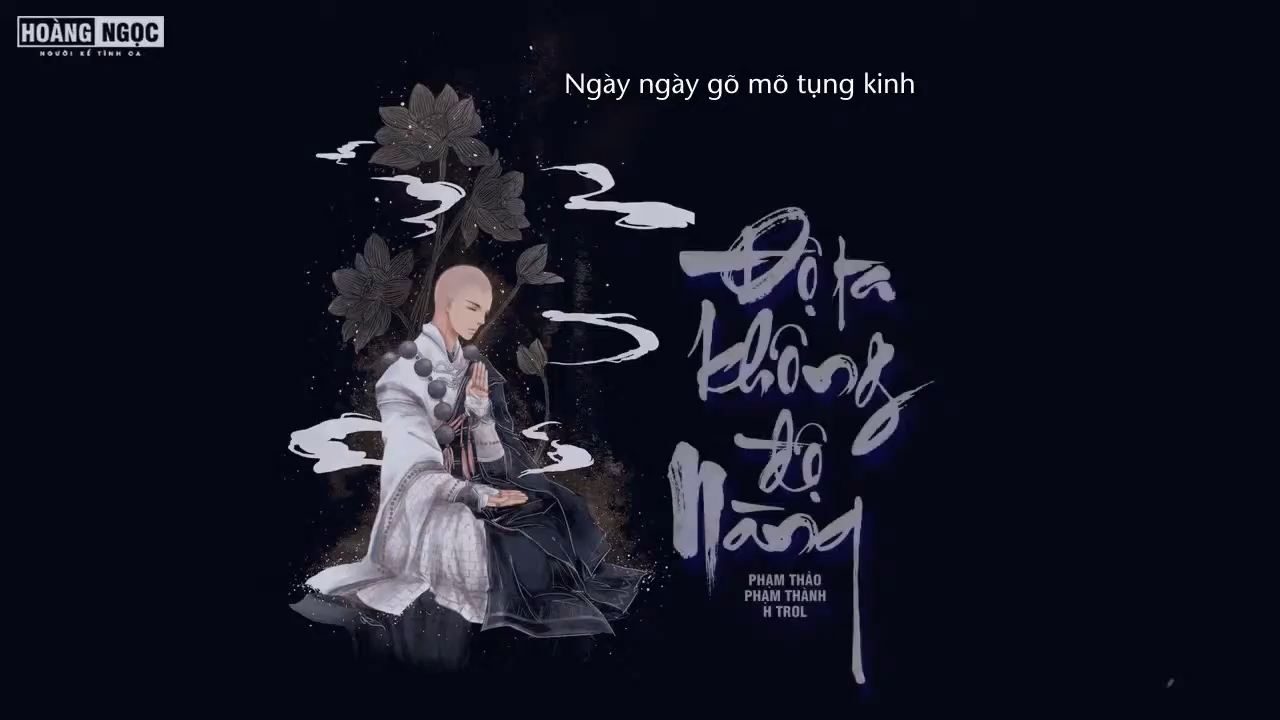 HOÀNG NGỌC
NGƯỜI KỂ TÌNH CA
Ngày ngày gõ mõ tụng kinh
Độ ta
không
độ
Nàng
PHẠM THẢO
PHẠM THÀNH
H TROL